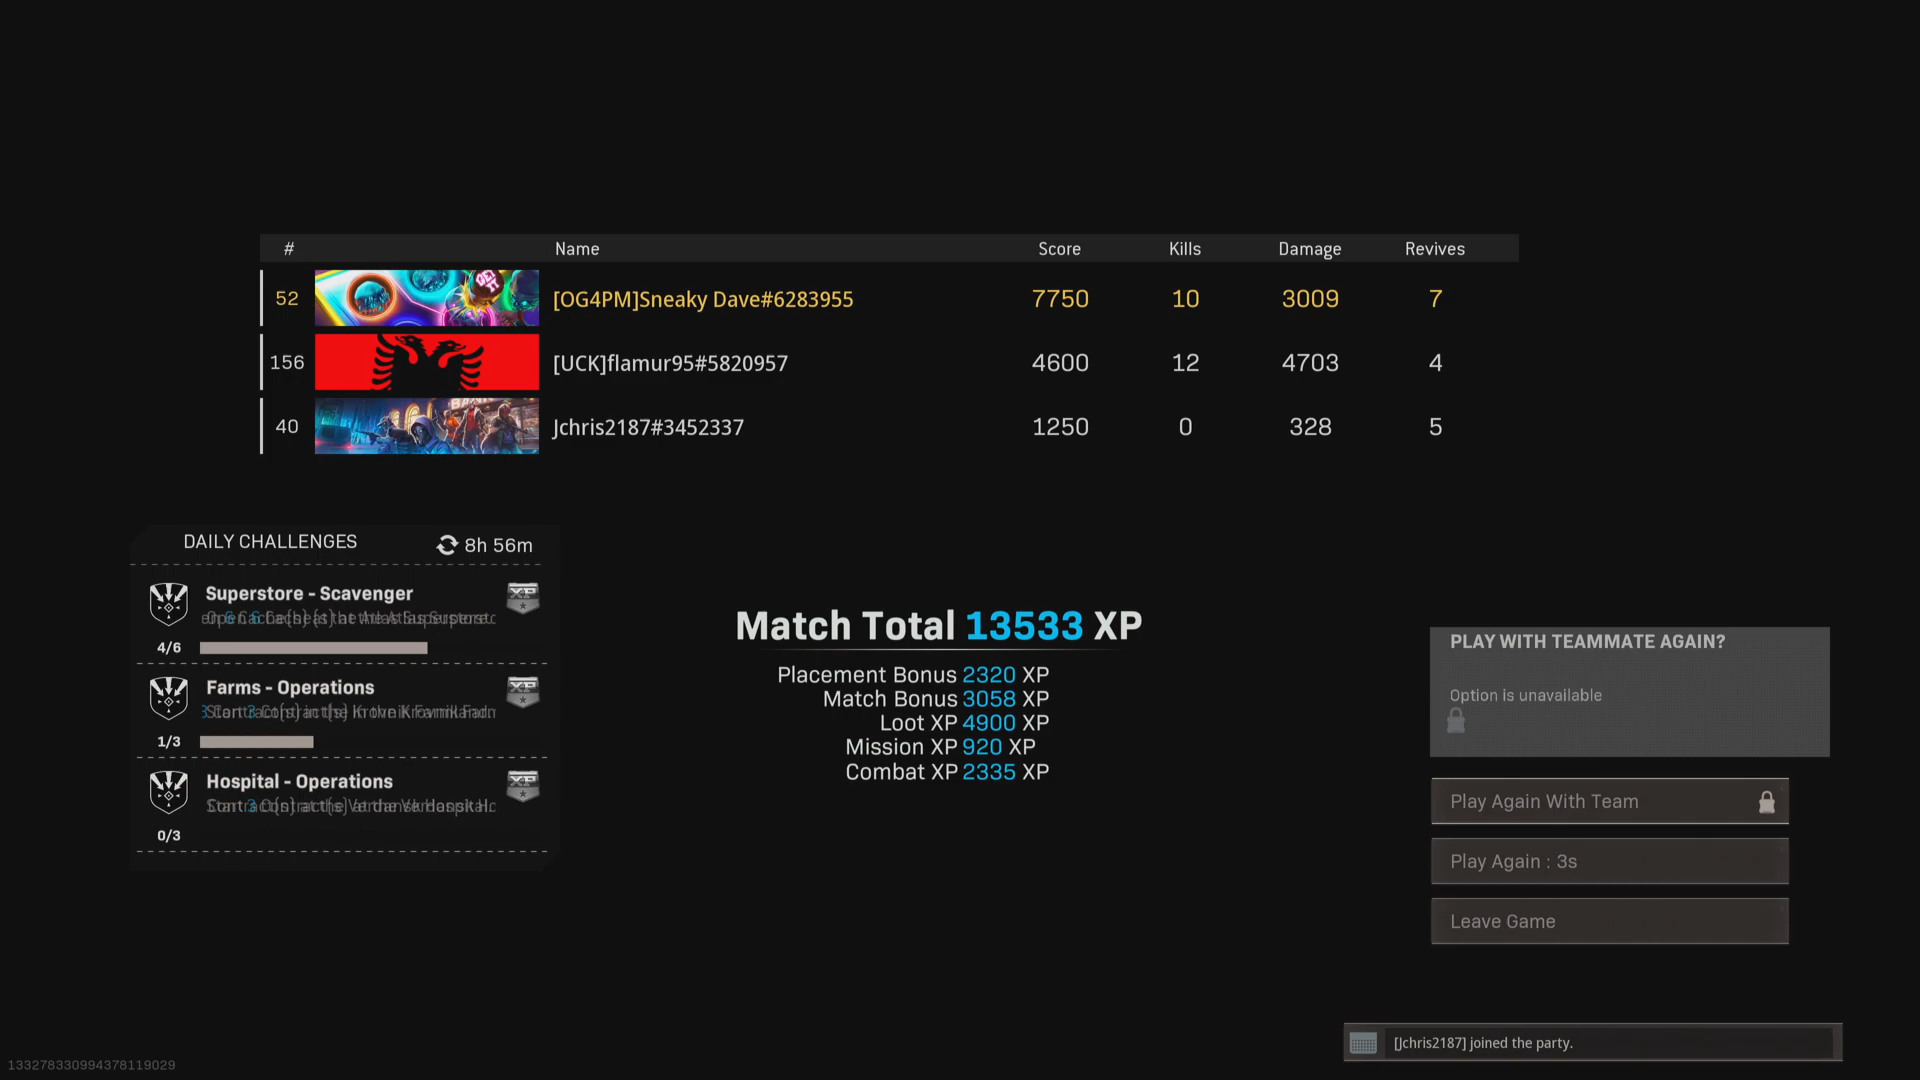 # Name Score Kills Damage Revives
52 [OG4PM]Sneaky Dave#6283955 7750 10 3009 7
156 [UCK]flamur95#5820957 4600 12 4703 4
40 Jchris2187#3452337 1250 0 328 5
DAILY CHALLENGES 8h 56m
Superstore - Scavenger XP
4/6
Farms - Operations XP
1/3
Hospital - Operations XP
0/3
Match Total 13533 XP
Placement Bonus 2320 XP
Match Bonus 3058 XP
Loot XP 4900 XP
Mission XP 920 XP
Combat XP 2335 XP
PLAY WITH TEAMMATE AGAIN?
Option is unavailable
Play Again With Team
Play Again : 3s
Leave Game
[Jchris2187] joined the party.
133278330994378119029